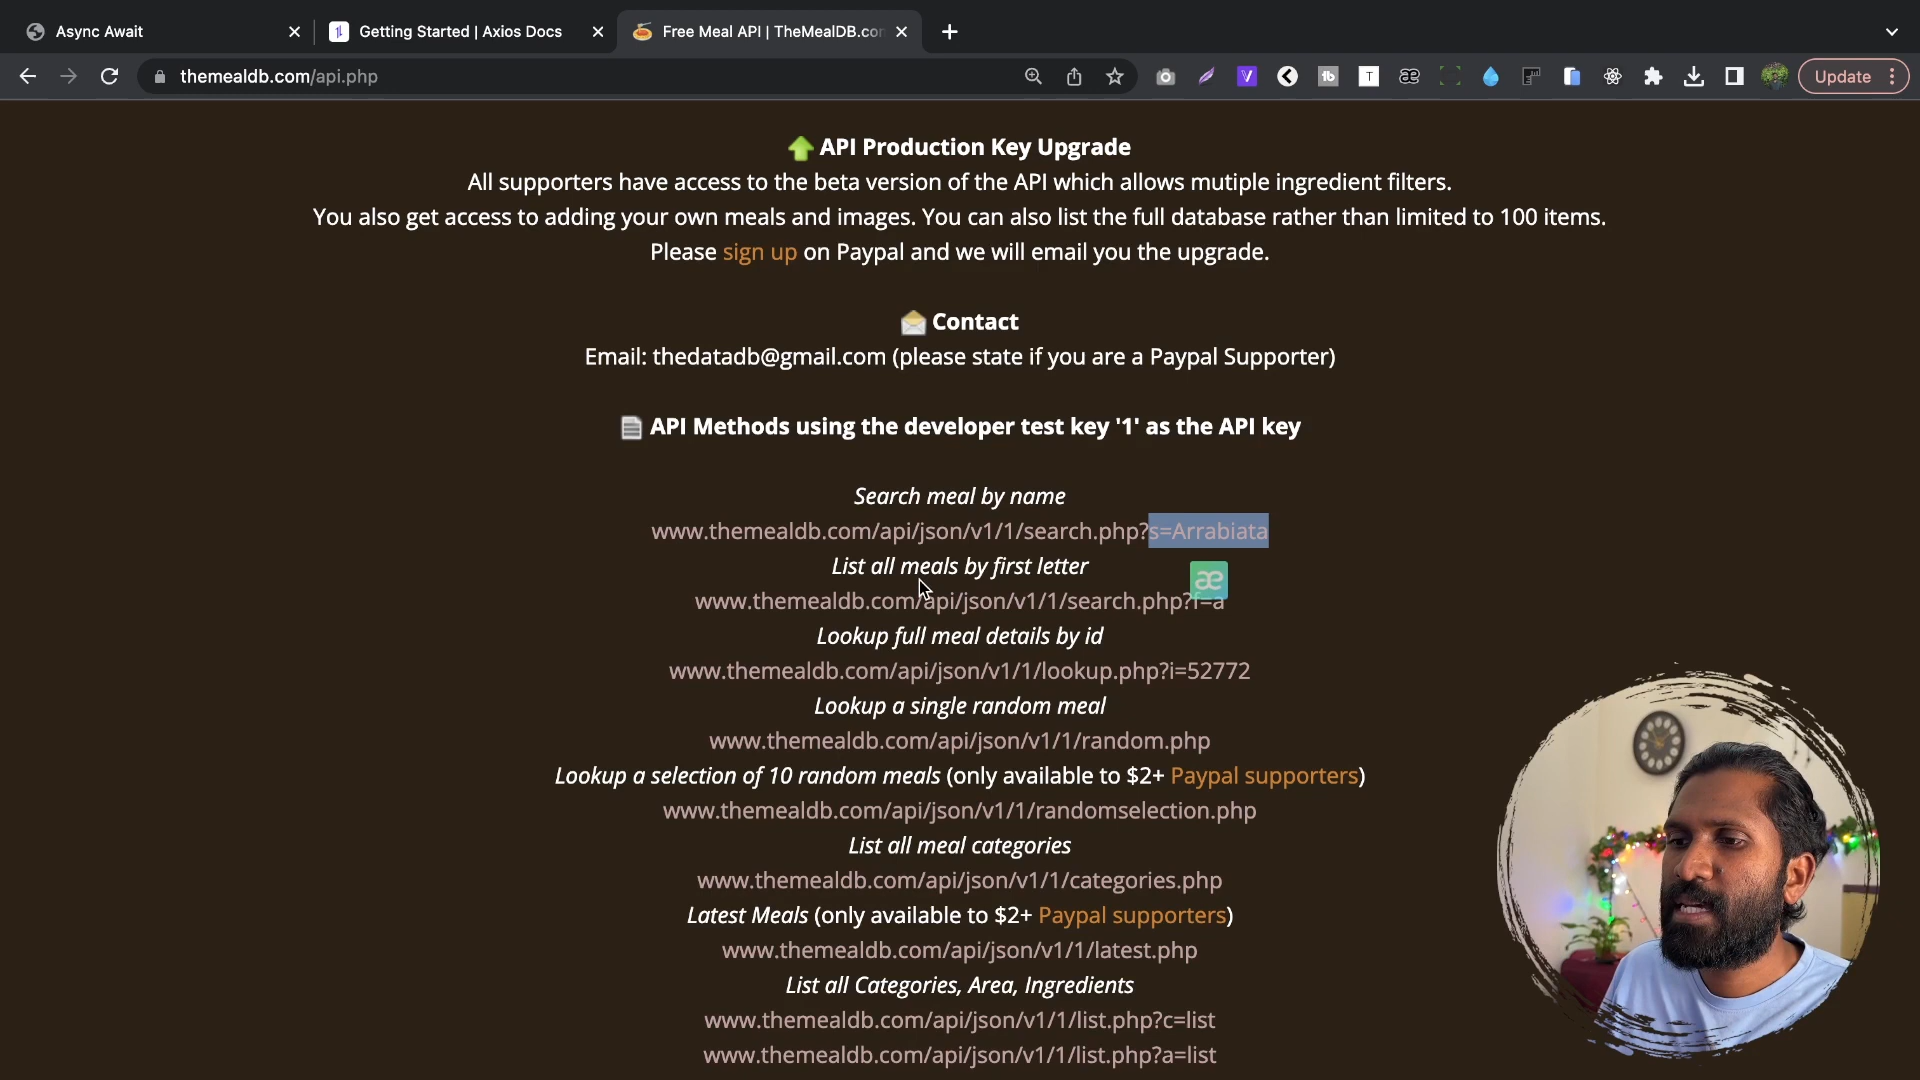 Async Await
Getting Started | Axios Docs
Free Meal API | TheMealDB.com
themealdb.com/api.php
Update
API Production Key Upgrade
All supporters have access to the beta version of the API which allows mutiple ingredient filters.
You also get access to adding your own meals and images. You can also list the full database rather than limited to 100 items.
Please sign up on Paypal and we will email you the upgrade.
Contact
Email: thedatadb@gmail.com (please state if you are a Paypal Supporter)
API Methods using the developer test key '1' as the API key
Search meal by name
www.themealdb.com/api/json/v1/1/search.php?s=Arrabiata
List all meals by first letter
æ
www.themealdb.com/api/json/v1/1/search.php?f=a
Lookup full meal details by id
www.themealdb.com/api/json/v1/1/lookup.php?i=52772
Lookup a single random meal
www.themealdb.com/api/json/v1/1/random.php
Lookup a selection of 10 random meals (only available to $2+ Paypal supporters)
www.themealdb.com/api/json/v1/1/randomselection.php
List all meal categories
www.themealdb.com/api/json/v1/1/categories.php
Latest Meals (only available to $2+ Paypal supporters)
www.themealdb.com/api/json/v1/1/latest.php
List all Categories, Area, Ingredients
www.themealdb.com/api/json/v1/1/list.php?c=list
www.themealdb.com/api/json/v1/1/list.php?a=list